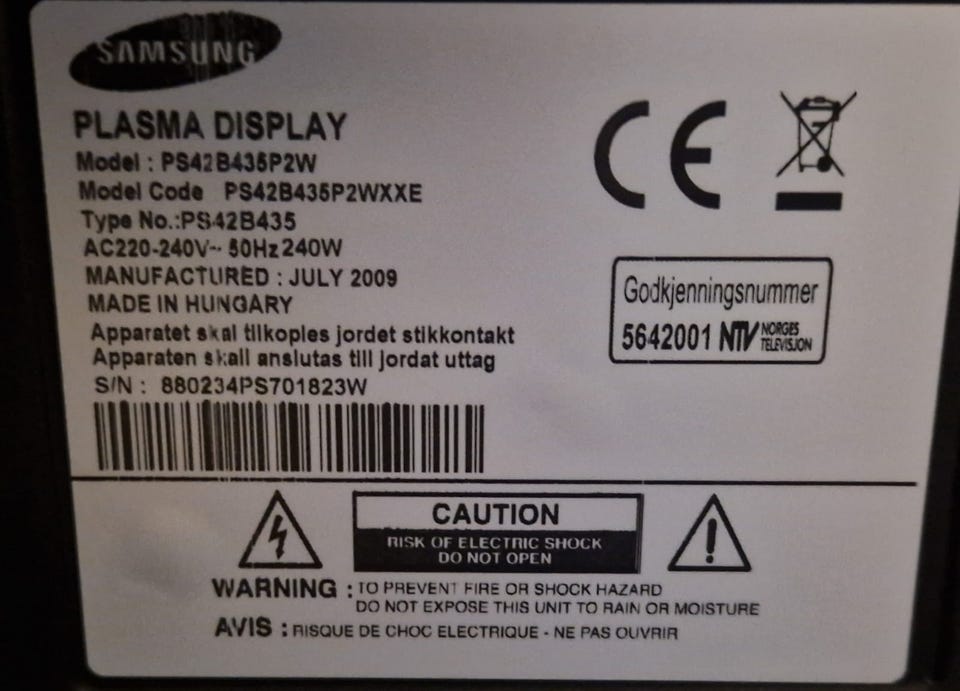 SAMSUNG
PLASMA DISPLAY
Model : PS42B435P2W
Model Code PS42B435P2WXXE
Type No.:PS42B435
AC220-240V~ 50Hz 240W
MANUFACTURED : JULY 2009
MADE IN HUNGARY
Apparatet skal tilkoples jordet stikkontakt
Apparaten skall anslutas till jordat uttag
S/N : 880234PS701823W
CE
Godkjenningsnummer
5642001 NTV NORGES
TELEVISJON
CAUTION
RISK OF ELECTRIC SHOCK
DO NOT OPEN
WARNING : TO PREVENT FIRE OR SHOCK HAZARD
DO NOT EXPOSE THIS UNIT TO RAIN OR MOISTURE
AVIS : RISQUE DE CHOC ELECTRIQUE - NE PAS OUVRIR